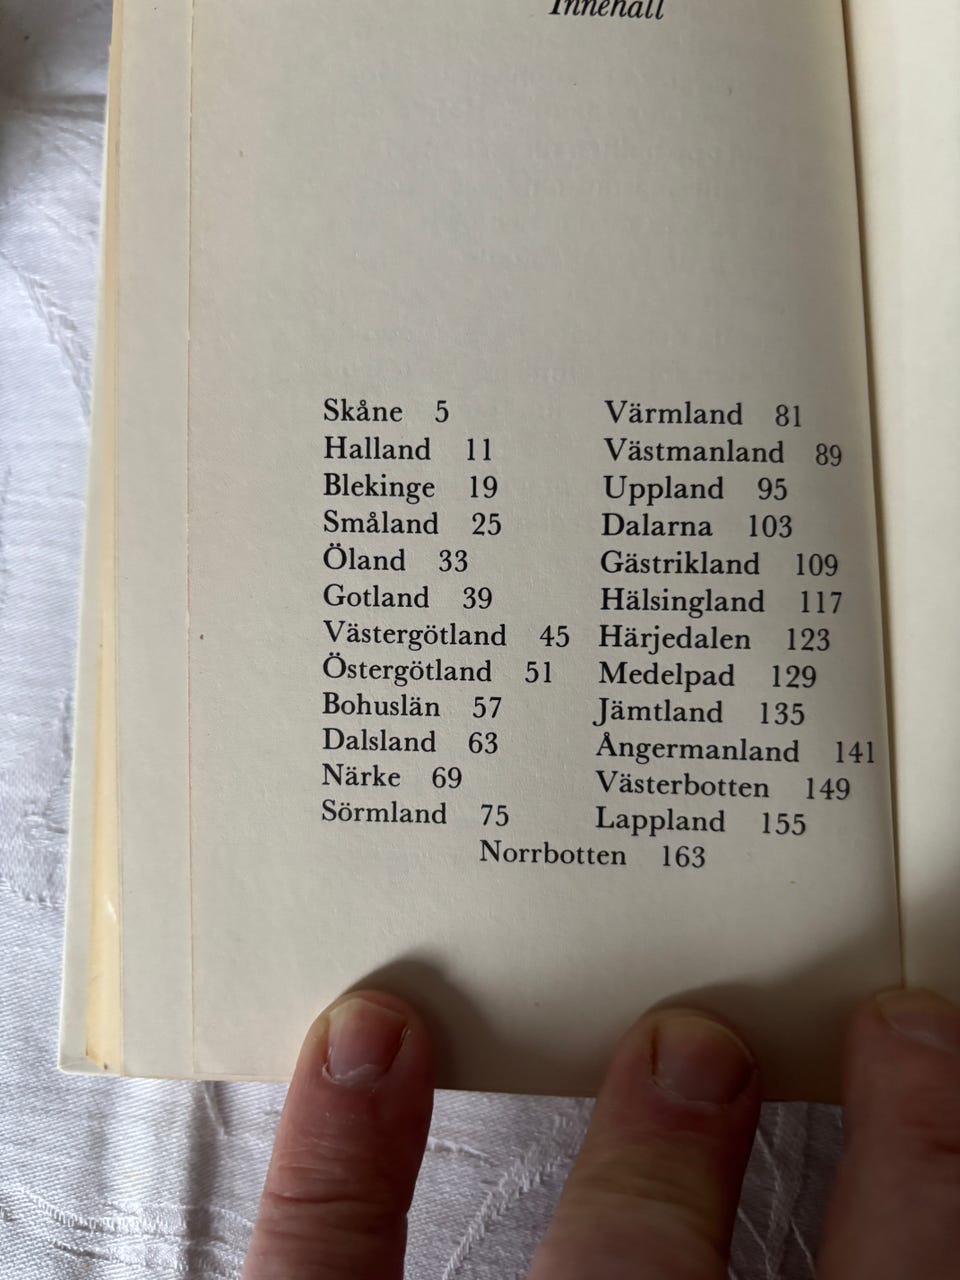 Innehåll
Skåne 5
Halland 11
Blekinge 19
Småland 25
Öland 33
Gotland 39
Västergötland 45
Östergötland 51
Bohuslän 57
Dalsland 63
Närke 69
Sörmland 75
Värmland 81
Västmanland 89
Uppland 95
Dalarna 103
Gästrikland 109
Hälsingland 117
Härjedalen 123
Medelpad 129
Jämtland 135
Ångermanland 141
Västerbotten 149
Lappland 155
Norrbotten 163